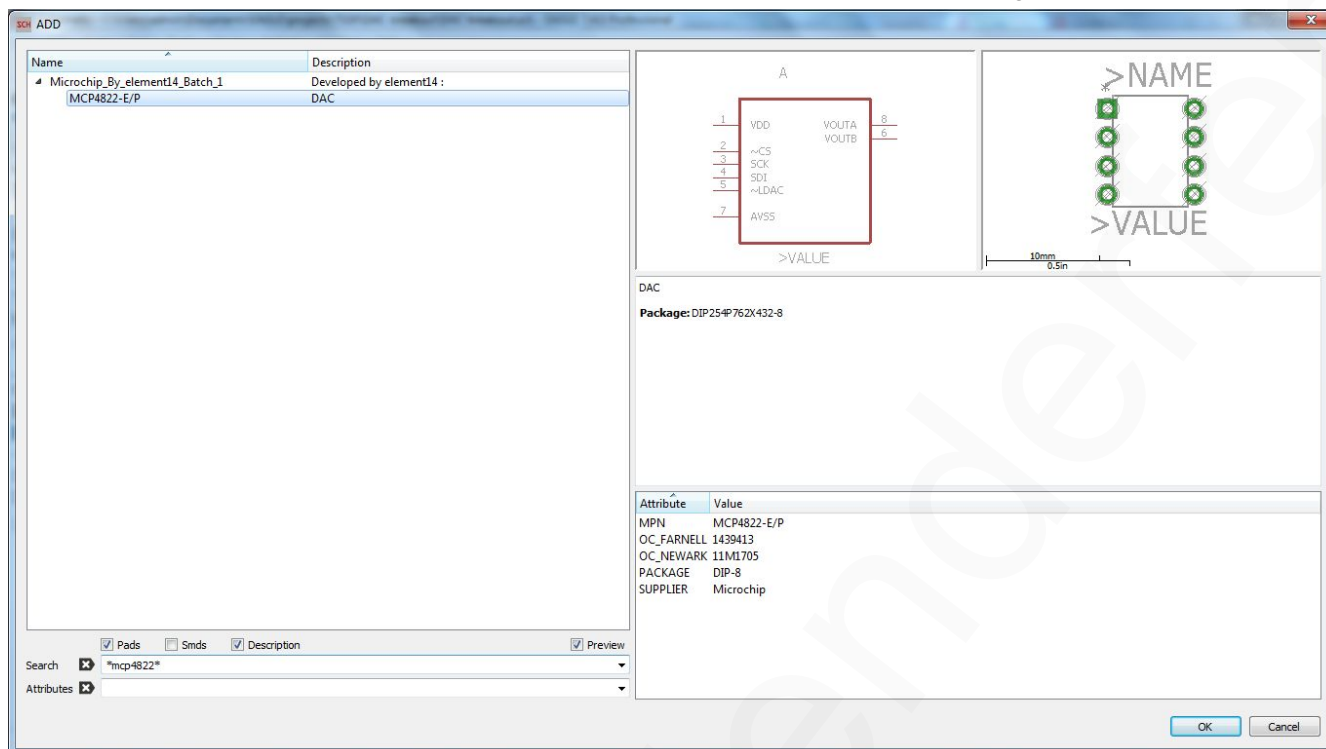 SCH ADD
Name Description
Microchip_By_element14_Batch_1 Developed by element14 :
MCP4822-E/P DAC
Pads Smds Description Preview
Search *mcp4822*
Attributes
A
1 VDD VOUTA 8
VOUTB 6
2 ~CS
3 SCK
4 SDI
5 ~LDAC
7 AVSS
>VALUE
>NAME
>VALUE
10mm
0.5in
DAC
Package: DIP254P762X432-8
Attribute Value
MPN MCP4822-E/P
OC_FARNELL 1439413
OC_NEWARK 11M1705
PACKAGE DIP-8
SUPPLIER Microchip
OK Cancel